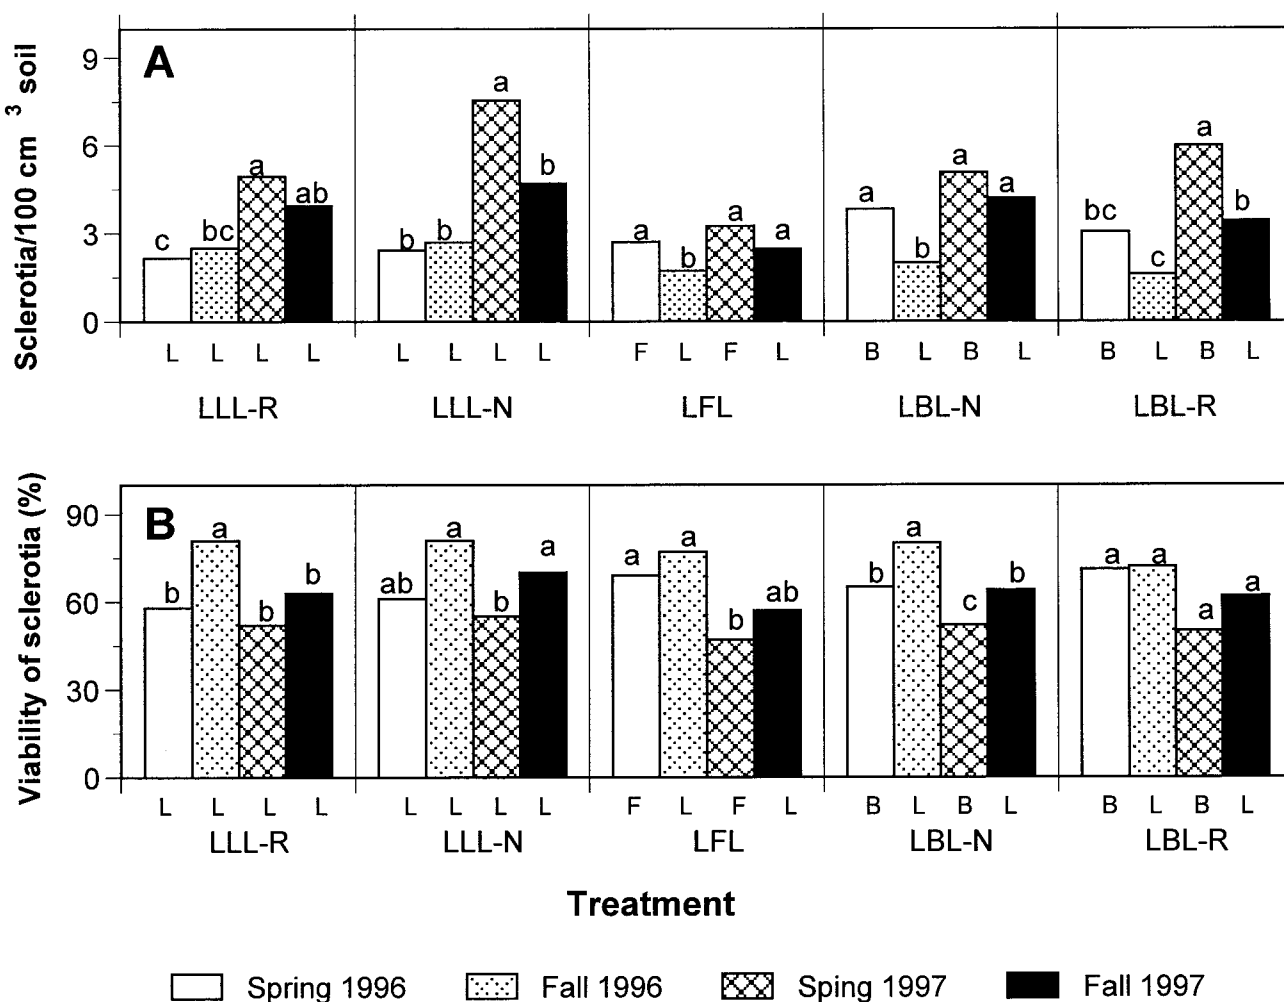 A
Sclerotia/100 cm 3 soil
9
6
3
0
c bc a ab
b b a b
a b a a
a b a a
bc c a b
L L L L
L L L L
F L F L
B L B L
B L B L
LLL-R LLL-N LFL LBL-N LBL-R
B
Viability of sclerotia (%)
90
60
30
0
b a b b
ab a b a
a a b ab
b a c b
a a a a
L L L L
L L L L
F L F L
B L B L
B L B L
LLL-R LLL-N LFL LBL-N LBL-R
Treatment
Spring 1996 Fall 1996 Sping 1997 Fall 1997